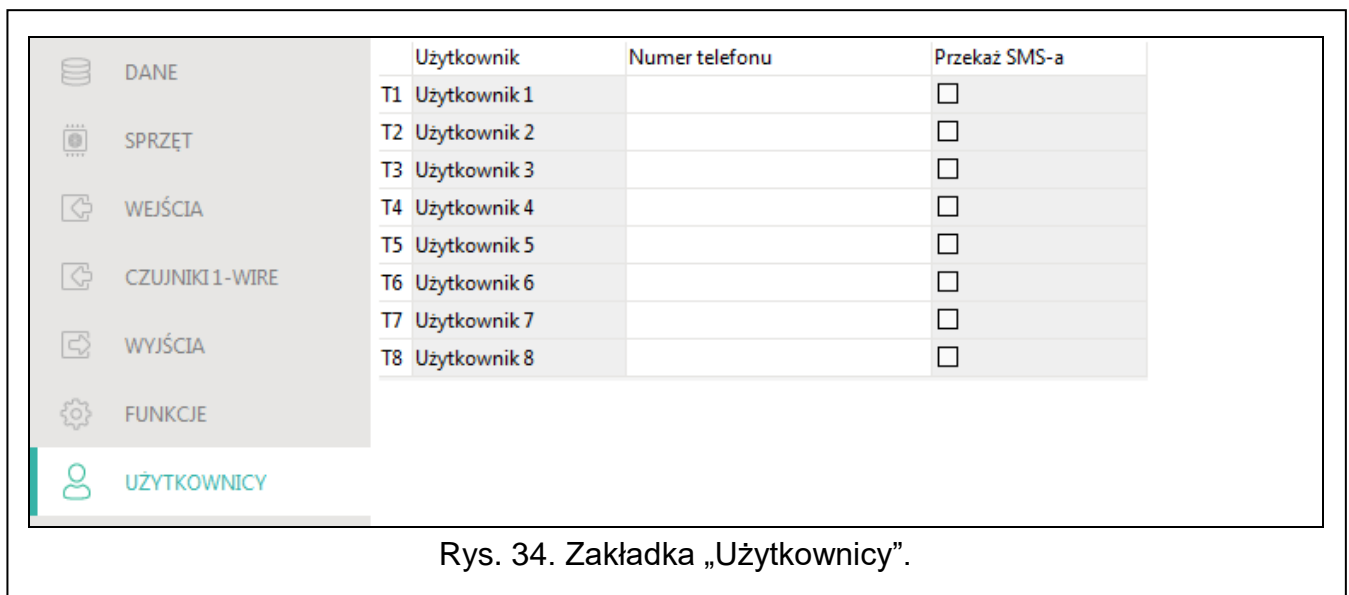 DANE
SPRZĘT
WEJŚCIA
CZUJNIKI 1-WIRE
WYJŚCIA
FUNKCJE
UŻYTKOWNICY
Użytkownik Numer telefonu Przekaż SMS-a
T1 Użytkownik 1
T2 Użytkownik 2
T3 Użytkownik 3
T4 Użytkownik 4
T5 Użytkownik 5
T6 Użytkownik 6
T7 Użytkownik 7
T8 Użytkownik 8
Rys. 34. Zakładka „Użytkownicy”.